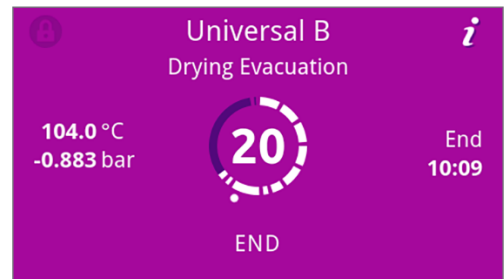 Universal B
i
Drying Evacuation
104.0 °C
-0.883 bar
20
End
10:09
END